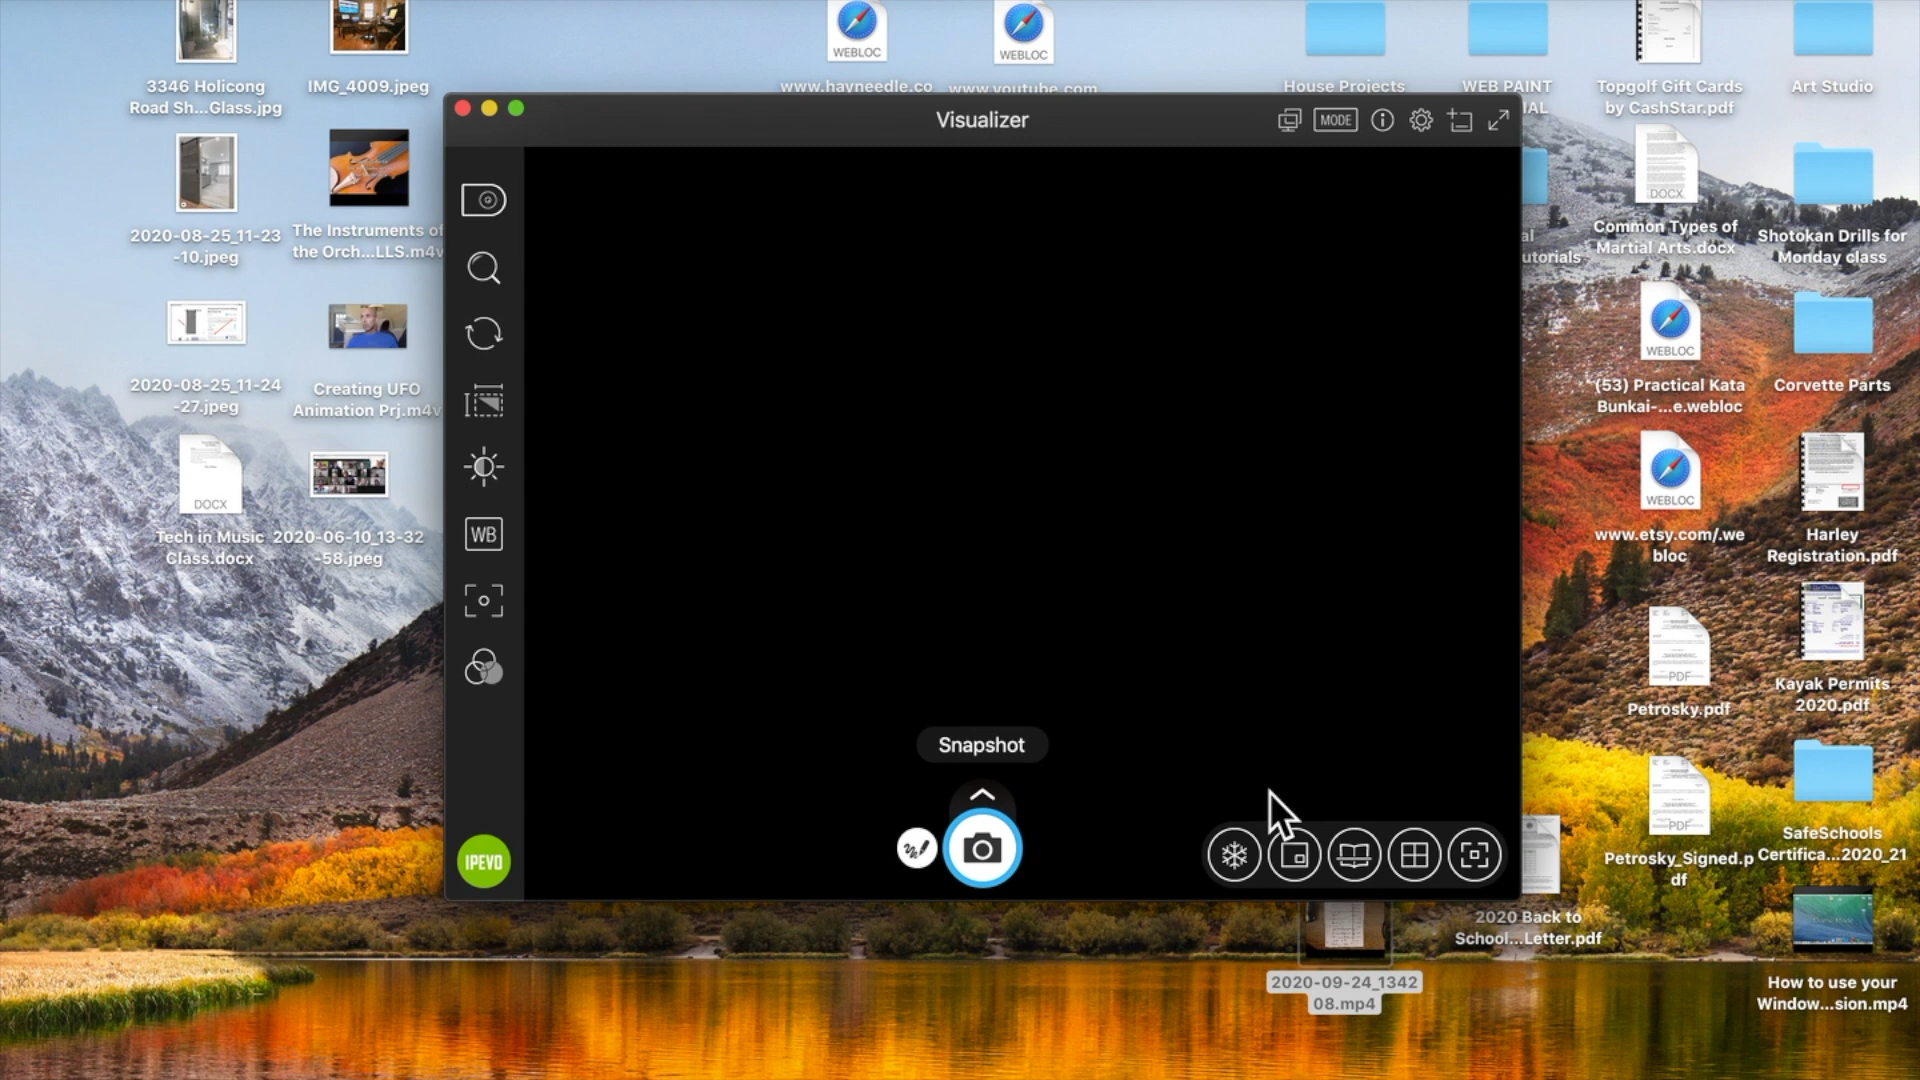 3346 Holicong
Road Sh...Glass.jpg
IMG_4009.jpeg
WEBLOC
www.hayneedle.co
WEBLOC
www.youtube.com
House Projects
WEB PAINT
IAL
Topgolf Gift Cards
by CashStar.pdf
Art Studio
Visualizer
MODE
2020-08-25_11-23
-10.jpeg
The Instruments of
the Orch...LLS.m4v
al
utorials
DOCX
Common Types of
Martial Arts.docx
Shotokan Drills for
Monday class
2020-08-25_11-24
-27.jpeg
Creating UFO
Animation Prj.m4v
WEBLOC
(53) Practical Kata
Bunkai-...e.webloc
Corvette Parts
DOCX
Tech in Music
Class.docx
2020-06-10_13-32
-58.jpeg
WB
WEBLOC
www.etsy.com/.we
bloc
Harley
Registration.pdf
PDF
Petrosky.pdf
Kayak Permits
2020.pdf
Snapshot
IPEVO
PDF
Petrosky_Signed.p
df
SafeSchools
Certifica...2020_21
2020 Back to
School...Letter.pdf
2020-09-24_1342
08.mp4
How to use your
Window...sion.mp4